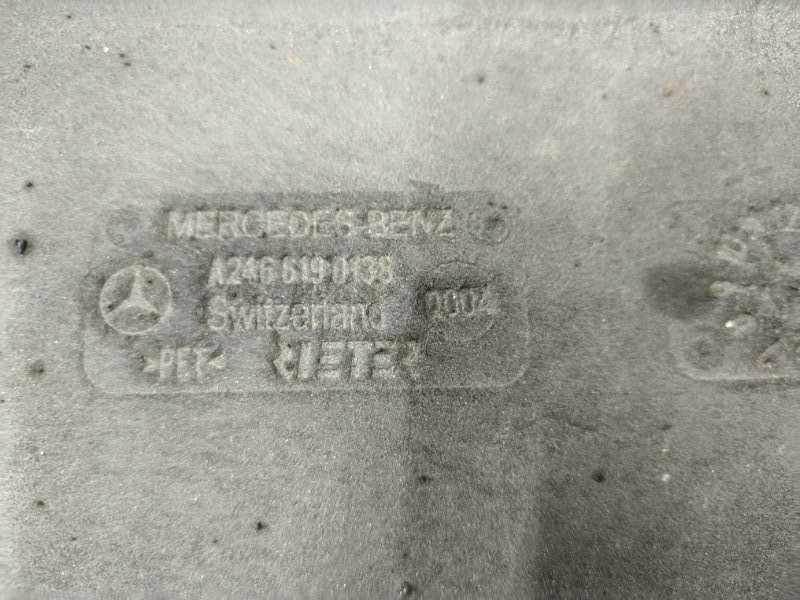 MERCEDES-BENZ
A246 619 0138
Switzerland 0004
>PET< RIETER